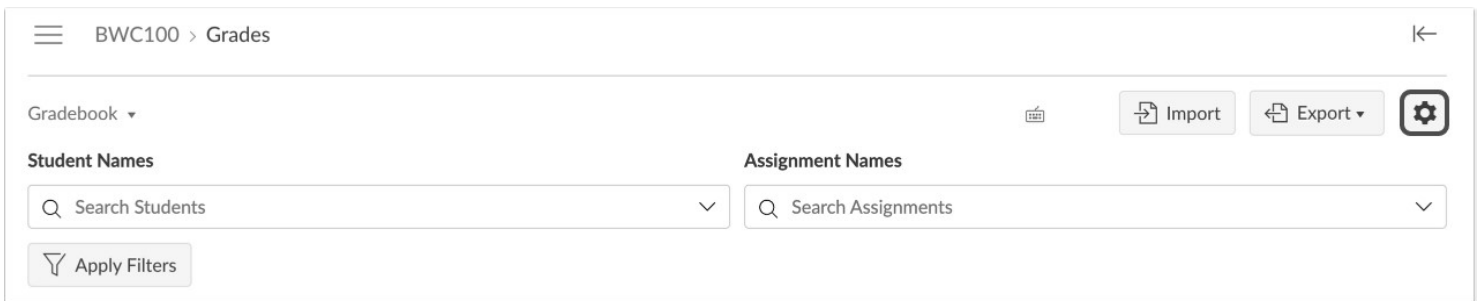 BWC100 > Grades
Gradebook Import Export
Student Names Assignment Names
Search Students Search Assignments
Apply Filters